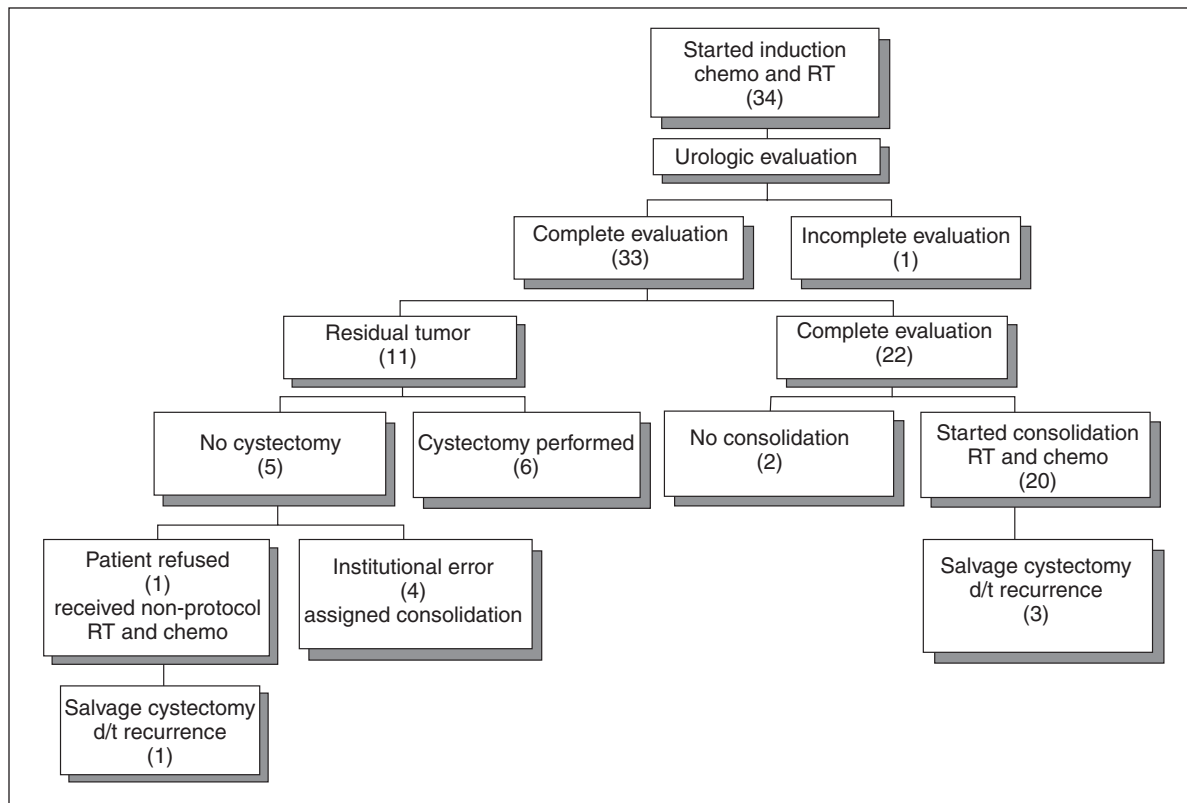 Started induction
chemo and RT
(34)
Urologic evaluation
Complete evaluation
(33)
Incomplete evaluation
(1)
Residual tumor
(11)
Complete evaluation
(22)
No cystectomy
(5)
Cystectomy performed
(6)
No consolidation
(2)
Started consolidation
RT and chemo
(20)
Patient refused
(1)
received non-protocol
RT and chemo
Institutional error
(4)
assigned consolidation
Salvage cystectomy
d/t recurrence
(3)
Salvage cystectomy
d/t recurrence
(1)